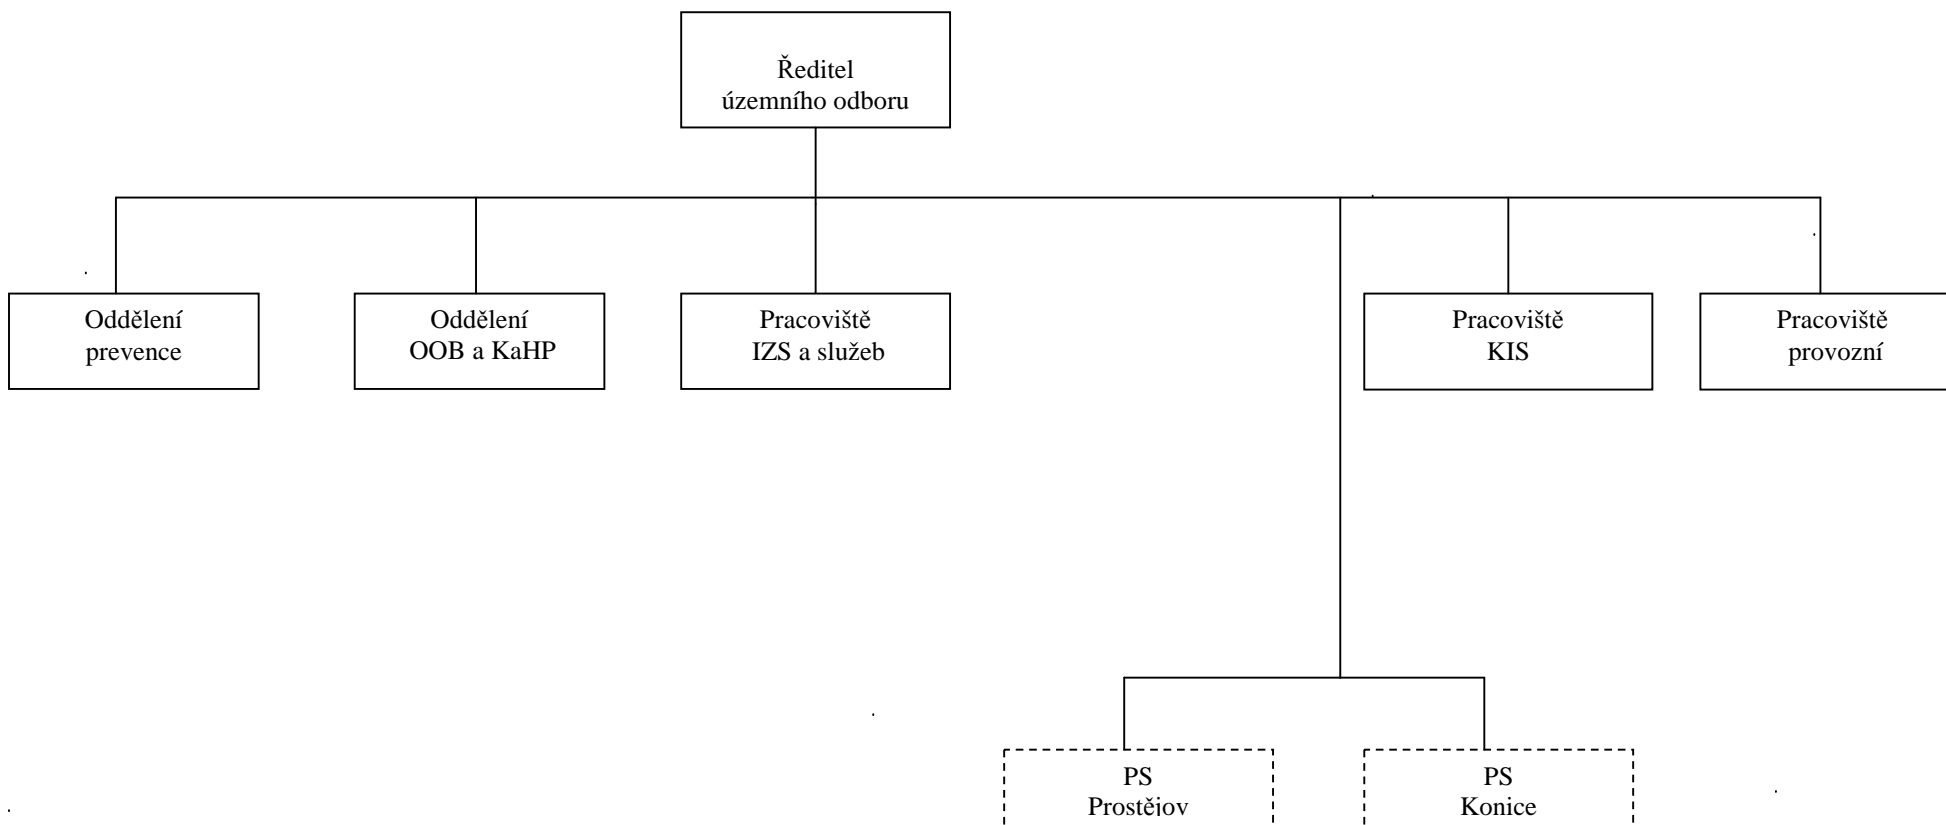 Ředitel
územního odboru
Oddělení
prevence
Oddělení
OOB a KaHP
Pracoviště
IZS a služeb
Pracoviště
KIS
Pracoviště
provozní
PS
Prostějov
PS
Konice